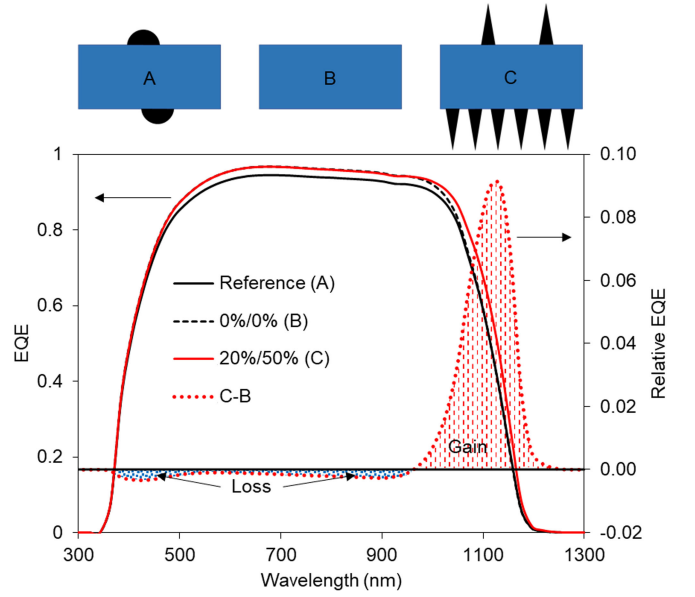 A
B
C
1
0.8
0.6
0.4
0.2
0
EQE
0.10
0.08
0.06
0.04
0.02
0.00
-0.02
Relative EQE
Reference (A)
0%/0% (B)
20%/50% (C)
C-B
Gain
Loss
300
500
700
900
1100
1300
Wavelength (nm)